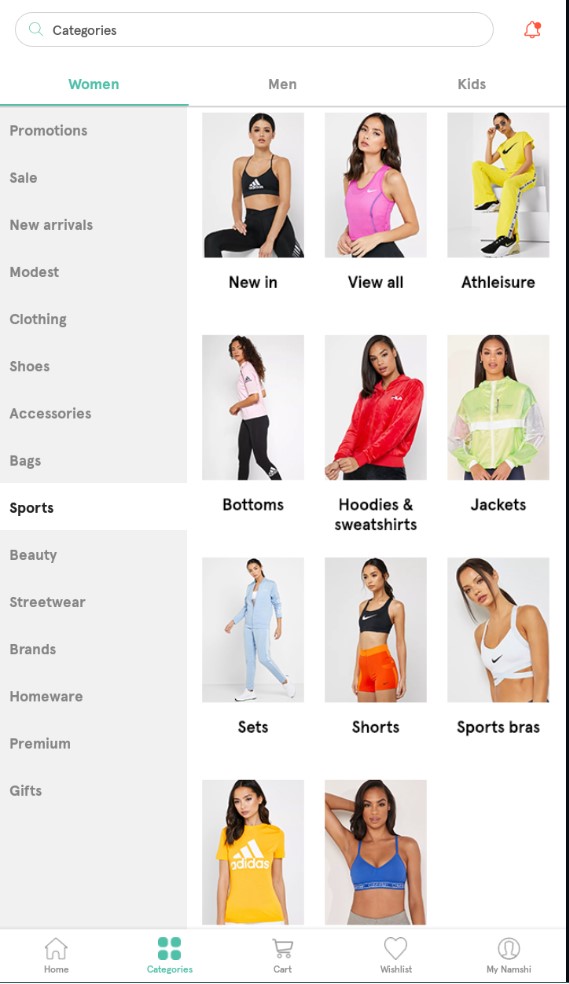 Categories
Women
Men
Kids
Promotions
Sale
New arrivals
Modest
Clothing
Shoes
Accessories
Bags
Sports
Beauty
Streetwear
Brands
Homeware
Premium
Gifts
New in
View all
Athleisure
Bottoms
Hoodies &
sweatshirts
Jackets
Sets
Shorts
Sports bras
adidas
Home
Categories
Cart
Wishlist
My Namshi